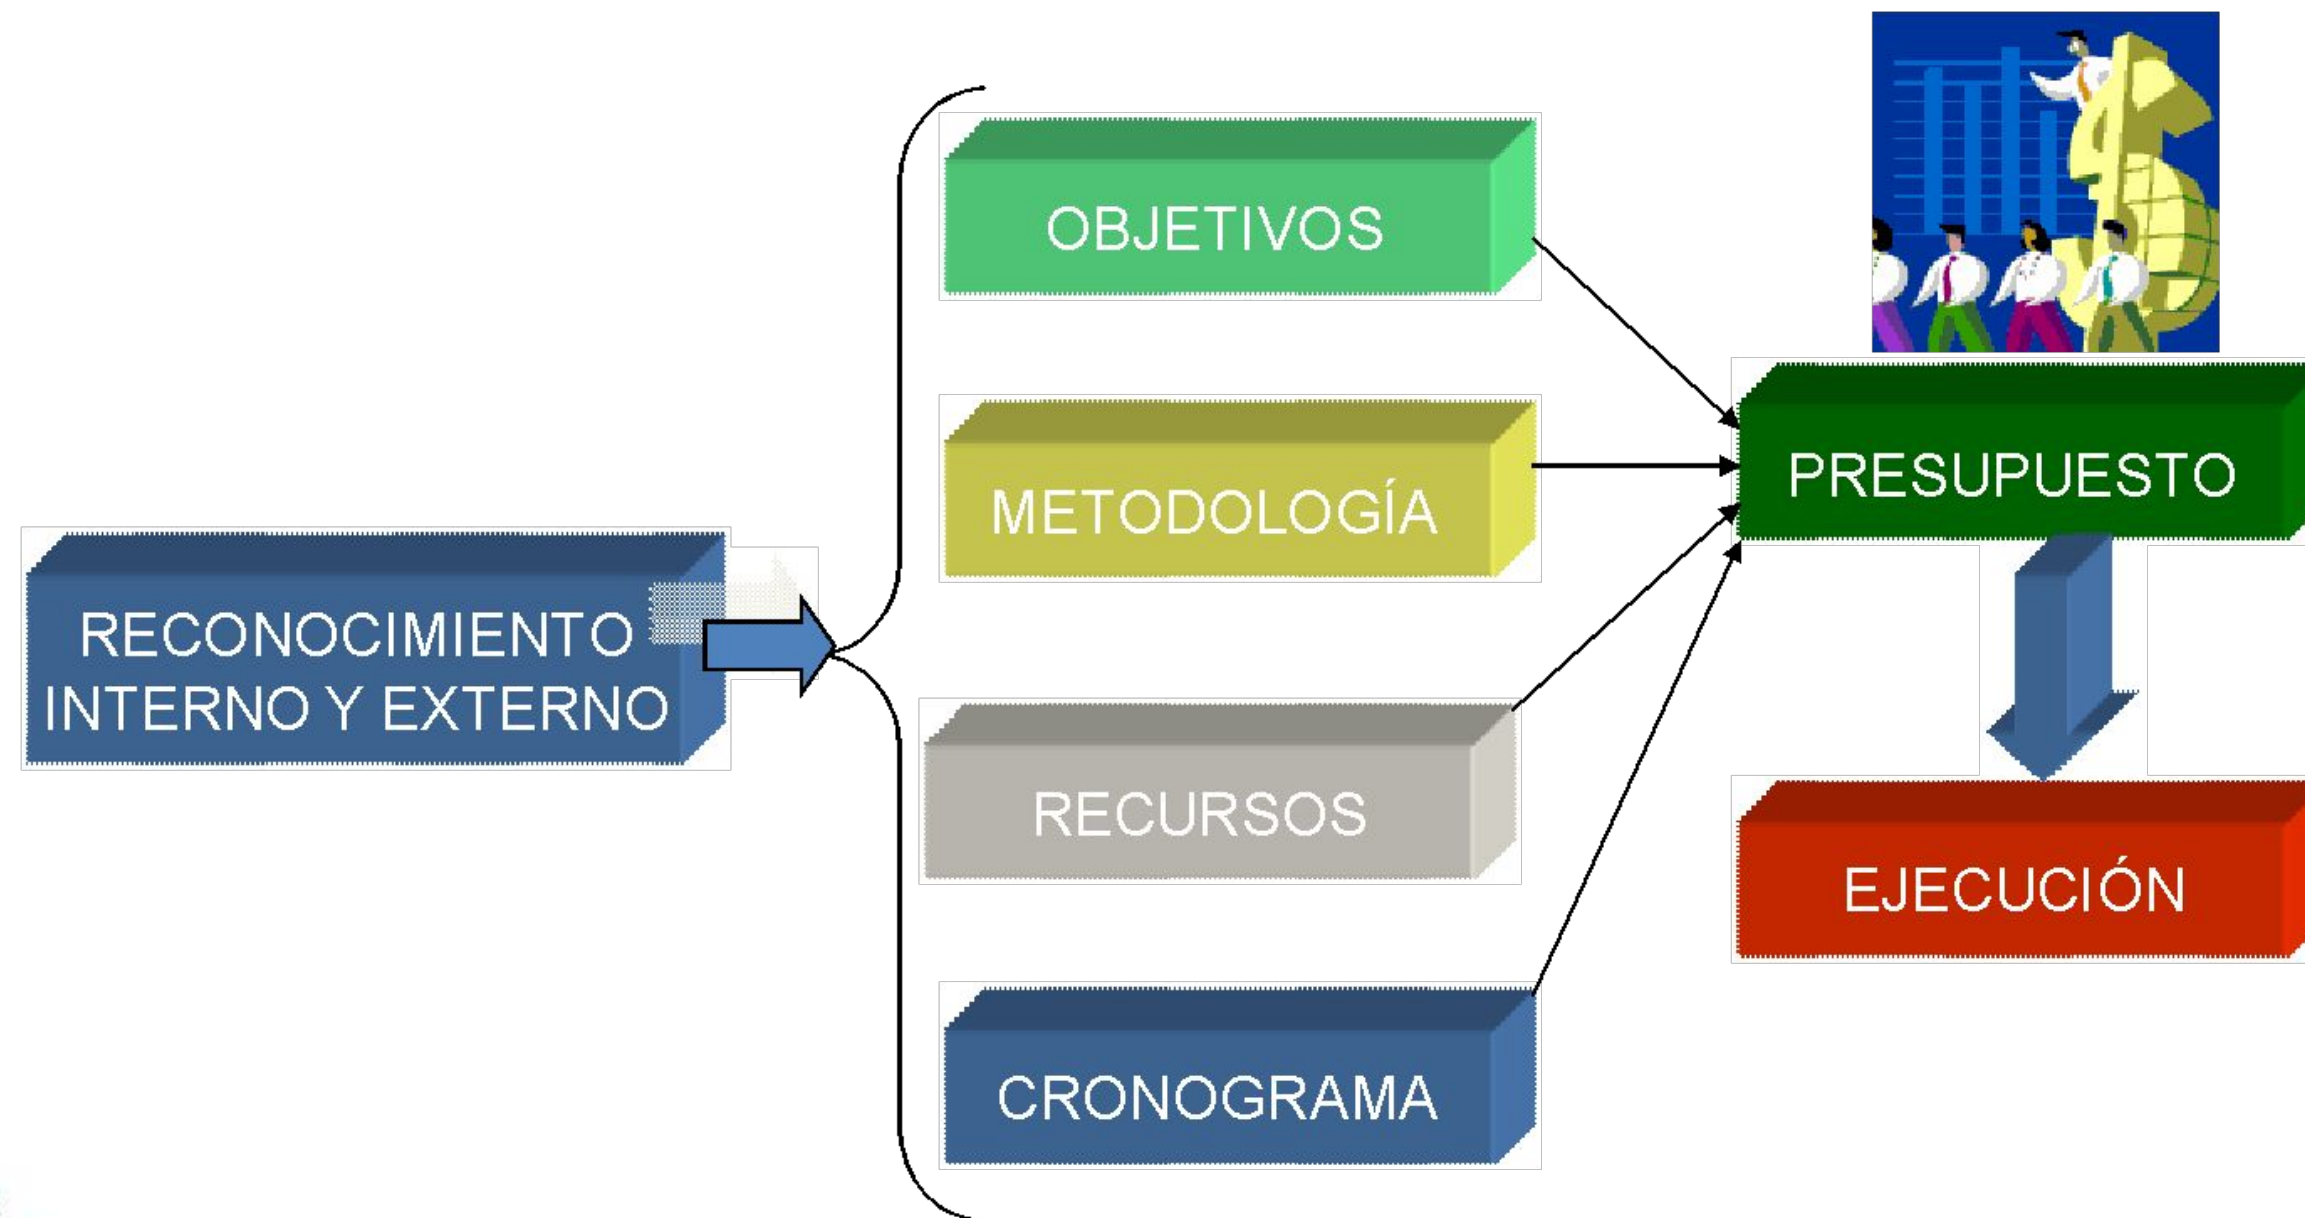 RECONOCIMIENTO
INTERNO Y EXTERNO
OBJETIVOS
METODOLOGÍA
RECURSOS
CRONOGRAMA
PRESUPUESTO
EJECUCIÓN